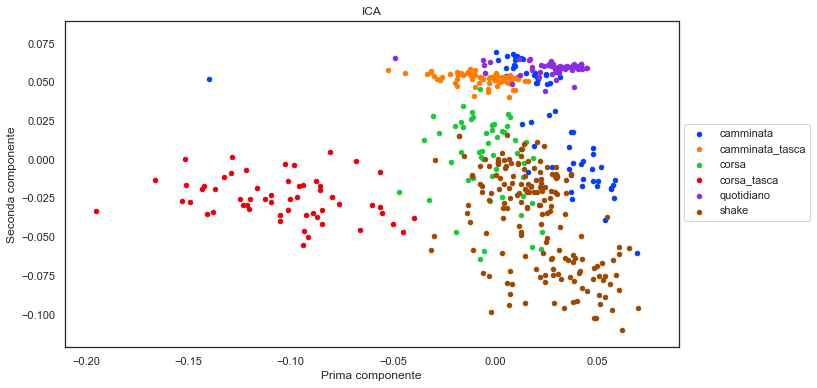 ICA
0.075
0.050
0.025
0.000
−0.025
−0.050
−0.075
−0.100
Seconda componente
−0.20
−0.15
−0.10
−0.05
0.00
0.05
Prima componente
camminata
camminata_tasca
corsa
corsa_tasca
quotidiano
shake